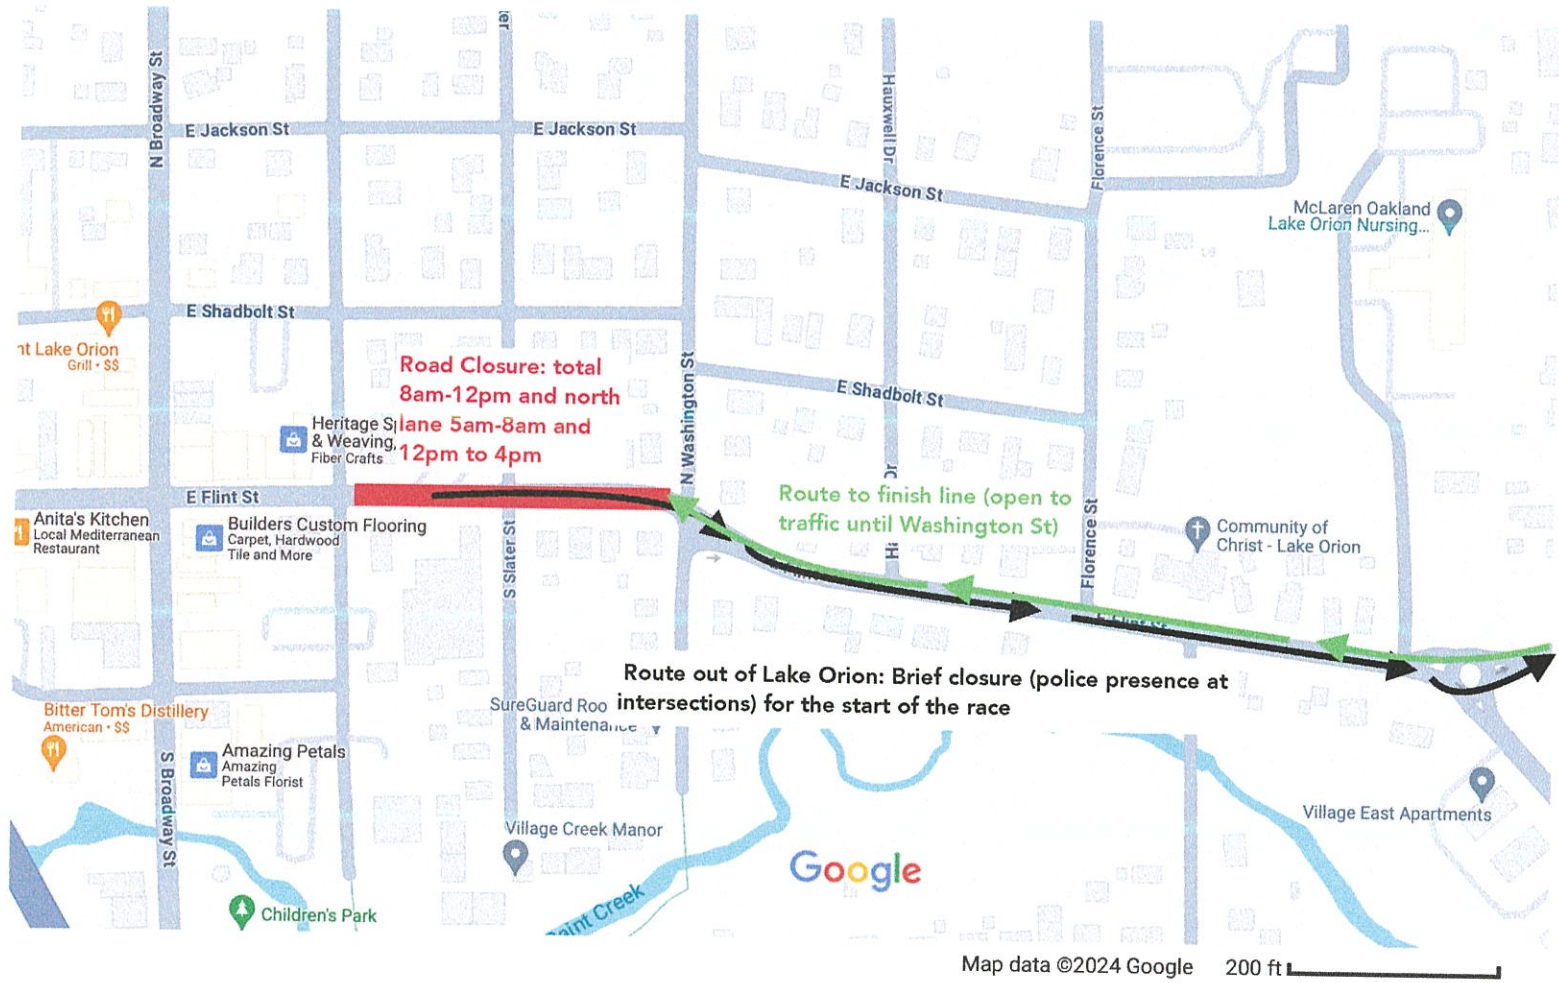 N Broadway St
E Jackson St
E Jackson St
Hauxwell Dr
Florence St
E Jackson St
McLaren Oakland
Lake Orion Nursing...
E Shadbolt St
nt Lake Orion
Grill • $$
Road Closure: total
8am-12pm and north
lane 5am-8am and
12pm to 4pm
N Washington St
E Shadbolt St
Heritage
& Weaving,
Fiber Crafts
E Flint St
Route to finish line (open to
traffic until Washington St)
Florence St
Anita's Kitchen
Local Mediterranean
Restaurant
Builders Custom Flooring
Carpet, Hardwood
Tile and More
S Slater St
Community of
Christ - Lake Orion
Route out of Lake Orion: Brief closure (police presence at
intersections) for the start of the race
SureGuard Roo
& Maintenance
Bitter Tom's Distillery
American • $$
Amazing Petals
Amazing
Petals Florist
S Broadway St
Village Creek Manor
Village East Apartments
Google
Children's Park
aint Creek
Map data ©2024 Google 200 ft